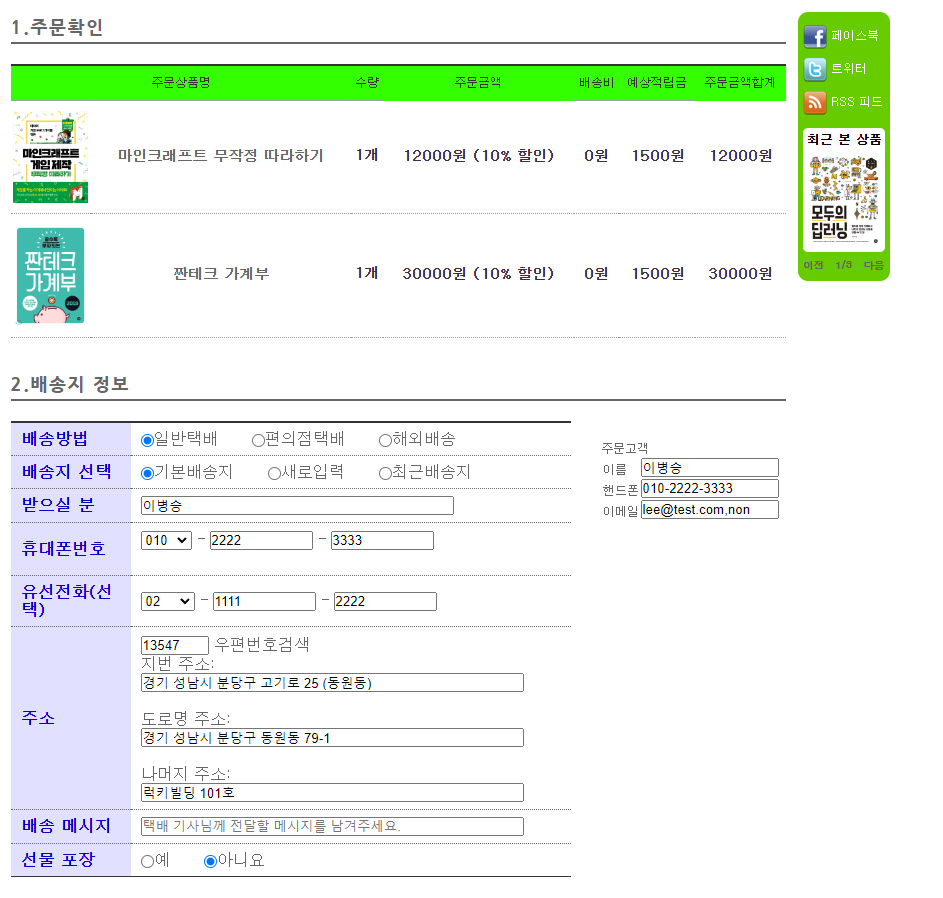 1.주문확인
주문상품명 수량 주문금액 배송비 예상적립금 주문금액합계
마인크래프트
게임 제작
무작정 따라하기
마인크래프트 무작정 따라하기 1개 12000원 (10% 할인) 0원 1500원 12000원
짠테크
가계부
2019
짠테크 가계부 1개 30000원 (10% 할인) 0원 1500원 30000원
2.배송지 정보
배송방법 일반택배 편의점택배 해외배송
배송지 선택 기본배송지 새로입력 최근배송지
받으실 분 이병승
휴대폰번호 010 - 2222 - 3333
유선전화(선
택) 02 - 1111 - 2222
주소
13547 우편번호검색
지번 주소:
경기 성남시 분당구 고기로 25 (동원동)
도로명 주소:
경기 성남시 분당구 동원동 79-1
나머지 주소:
럭키빌딩 101호
배송 메시지 택배 기사님께 전달할 메시지를 남겨주세요.
선물 포장 예 아니요
주문고객
이름 이병승
핸드폰 010-2222-3333
이메일 lee@test.com,non
페이스북
트위터
RSS 피드
최근 본 상품
모두의
딥러닝
이전 1/3 다음